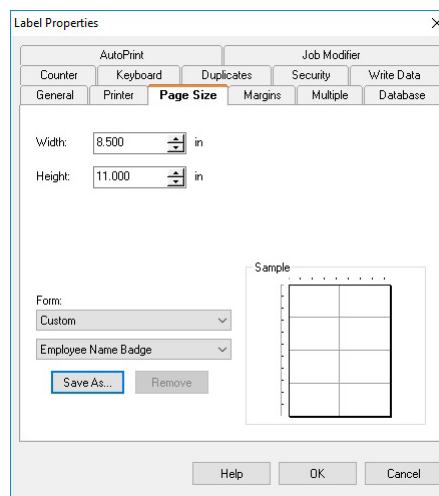 Label Properties
AutoPrint Job Modifier
Counter Keyboard Duplicates Security Write Data
General Printer Page Size Margins Multiple Database
Width: 8.500 in
Height: 11.000 in
Sample
Form:
Custom
Employee Name Badge
Save As... Remove
Help OK Cancel